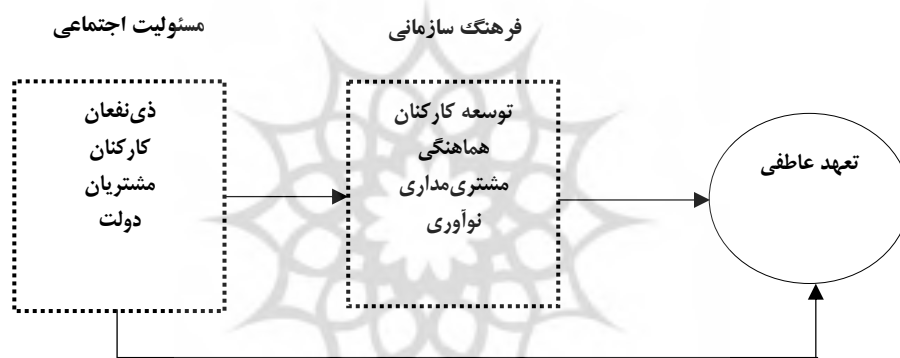 مسئولیت اجتماعی
ذی‌نفعان
کارکنان
مشتریان
دولت
فرهنگ سازمانی
توسعه کارکنان
هماهنگی
مشتری‌مداری
نوآوری
تعهد عاطفی